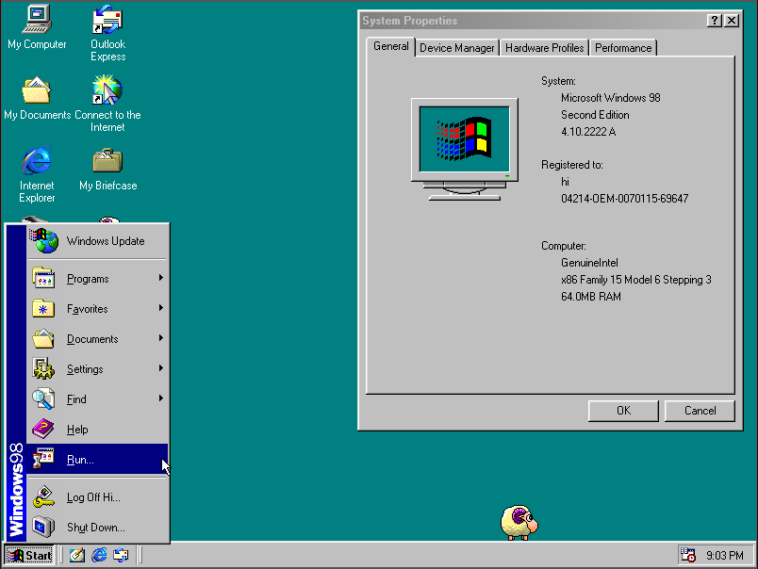 My Computer
Outlook
Express
My Documents
Connect to the
Internet
Internet
Explorer
My Briefcase
Windows98
Windows Update
Programs
Favorites
Documents
Settings
Find
Help
Run...
Log Off Hi...
Shut Down...
Start
System Properties
General
Device Manager
Hardware Profiles
Performance
System:
Microsoft Windows 98
Second Edition
4.10.2222 A
Registered to:
hi
04214-OEM-0070115-69647
Computer:
GenuineIntel
x86 Family 15 Model 6 Stepping 3
64.0MB RAM
OK
Cancel
9:03 PM